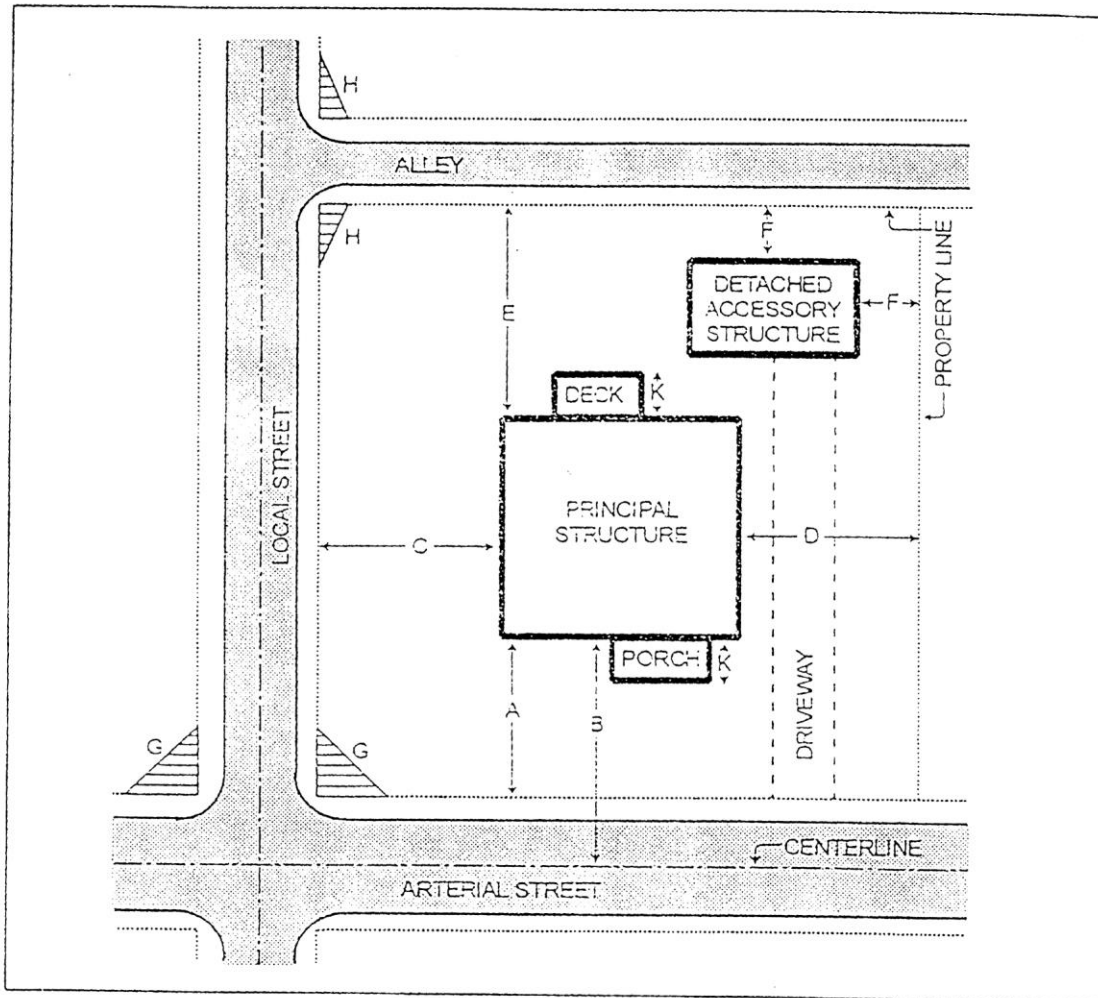 H
ALLEY
H
F
PROPERTY LINE
DETACHED
ACCESSORY
STRUCTURE
F
E
DECK
K
LOCAL STREET
PRINCIPAL
STRUCTURE
C
D
PORCH
K
A
B
DRIVEWAY
G
G
CENTERLINE
ARTERIAL STREET